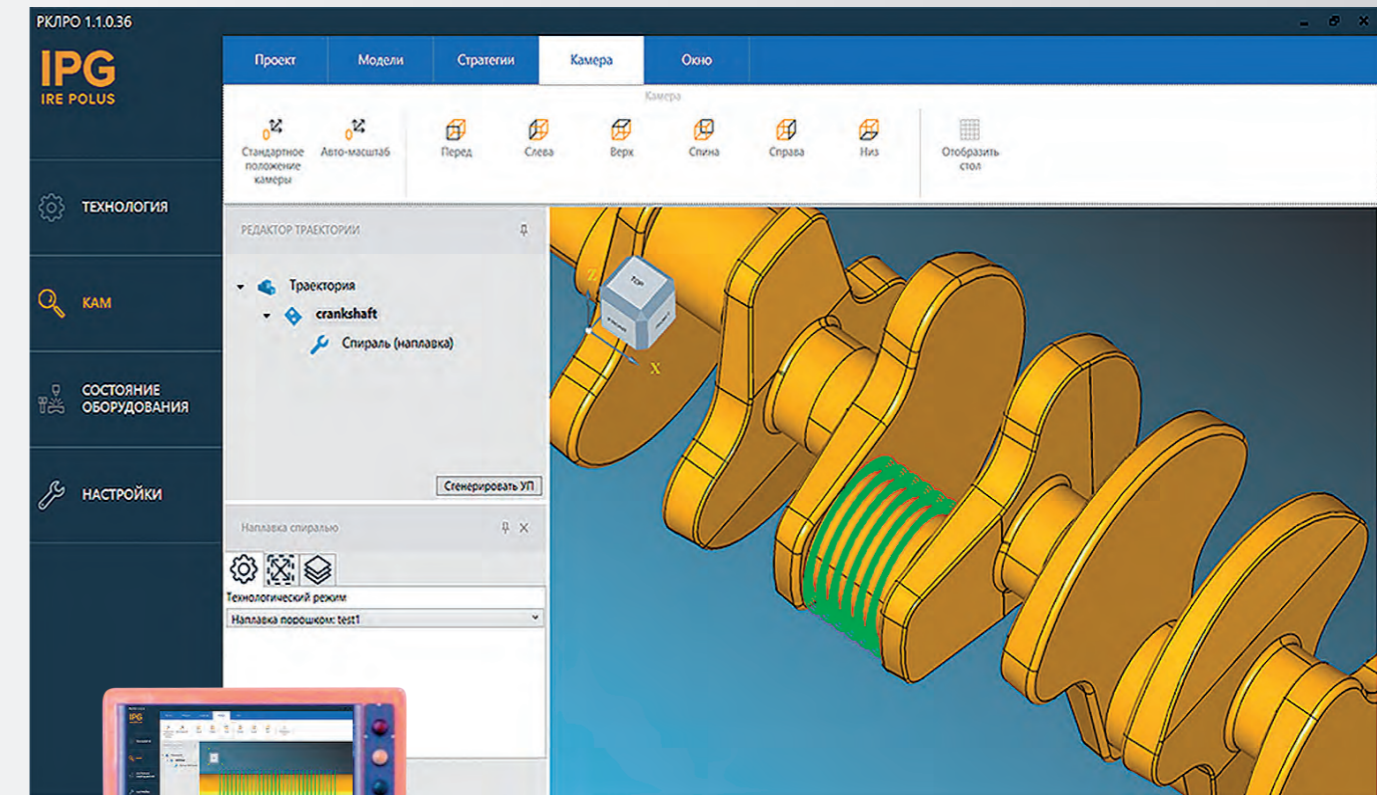 РКЛРО 1.1.0.36
IPG
IRE POLUS
Проект
Модели
Стратегии
Камера
Окно
Камера
Стандартное
положение
камеры
Авто-масштаб
Перед
Слева
Верх
Спина
Справа
Низ
Отобразить
стол
ТЕХНОЛОГИЯ
КАМ
СОСТОЯНИЕ
ОБОРУДОВАНИЯ
НАСТРОЙКИ
РЕДАКТОР ТРАЕКТОРИИ
Траектория
crankshaft
Спираль (наплавка)
Сгенерировать УП
Наплавка спиралью
Технологический режим
Наплавка порошком: test1
Z
TOP
X
IPG